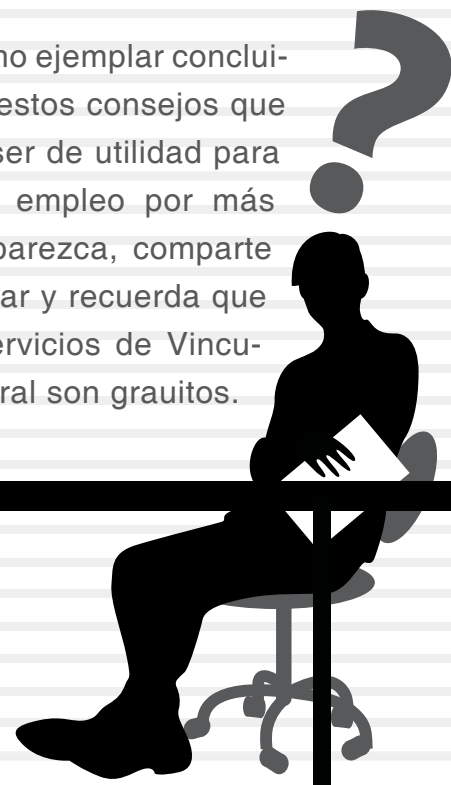 no ejemplar conclui-
estos consejos que
ser de utilidad para
empleo por más
parezca, comparte
ar y recuerda que
ervicios de Vincu-
ral son grauitos.
?